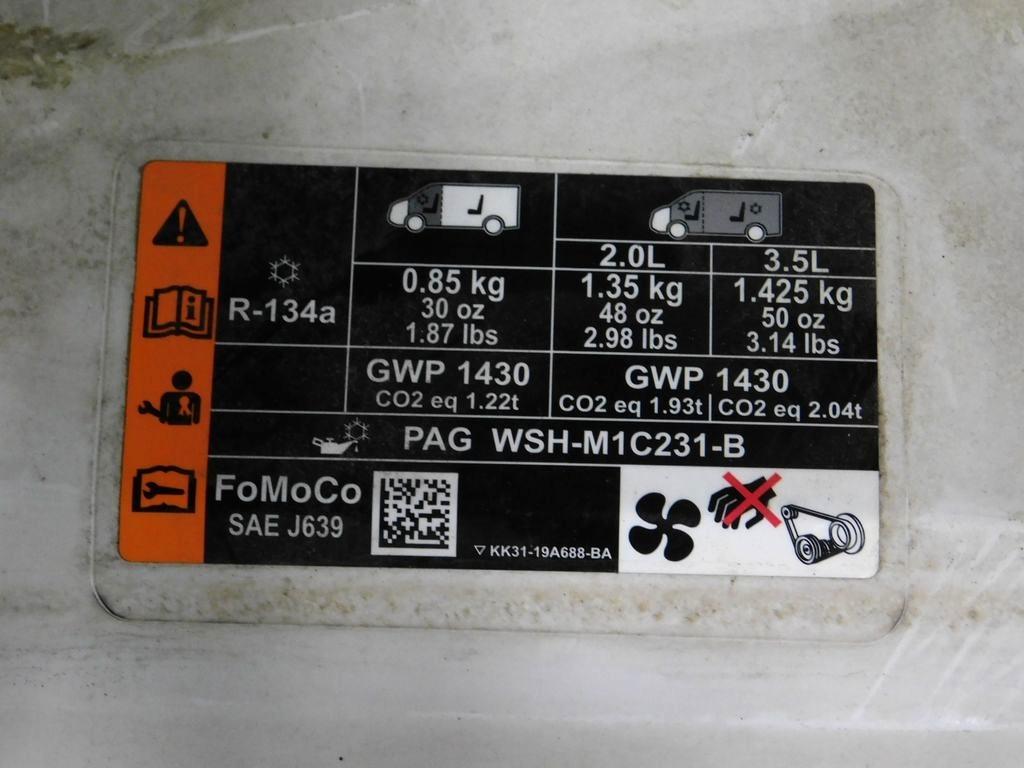 R-134a
0.85 kg
30 oz
1.87 lbs
2.0L
1.35 kg
48 oz
2.98 lbs
3.5L
1.425 kg
50 oz
3.14 lbs
GWP 1430
CO2 eq 1.22t
GWP 1430
CO2 eq 1.93t | CO2 eq 2.04t
PAG WSH-M1C231-B
FoMoCo
SAE J639
KK31-19A688-BA